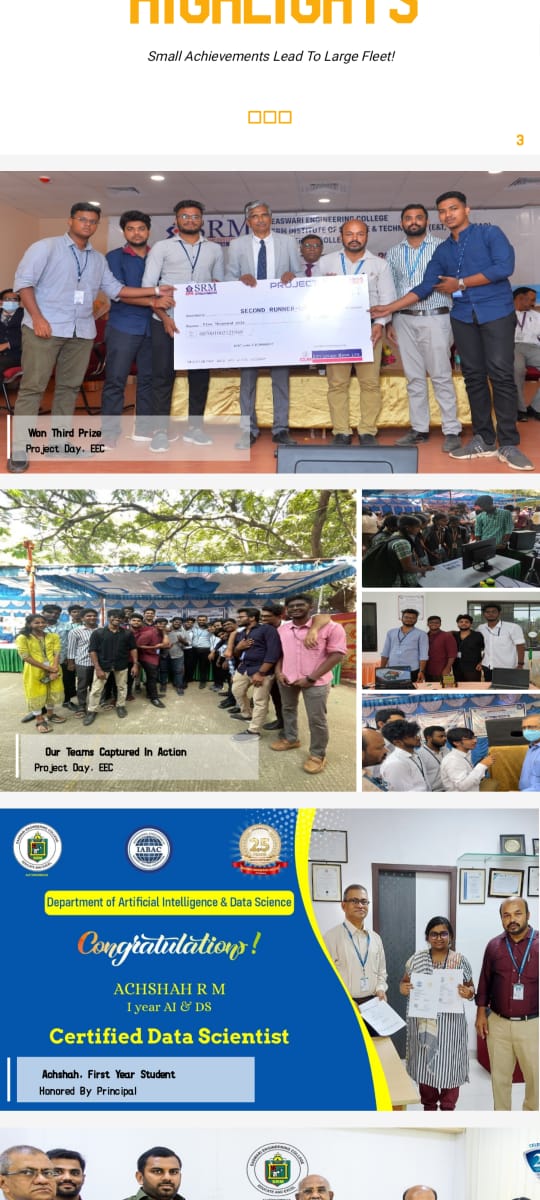 HIGHLIGHTS
Small Achievements Lead To Large Fleet!
3
SRM
EASWARI ENGINEERING COLLEGE
SRM
PROJECT
SECOND RUNNER-
Won Third Prize
Project Day, EEC
Our Teams Captured In Action
Project Day, EEC
IABAC
25
Department of Artificial Intelligence & Data Science
Congratulations!
ACHSHAH R M
I year AI & DS
Certified Data Scientist
Achshah, First Year Student
Honored By Principal